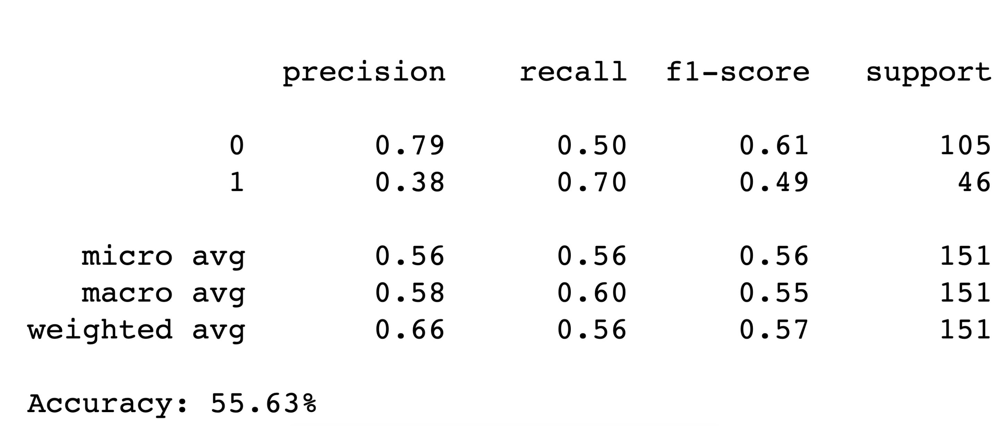 precision recall f1-score support
0 0.79 0.50 0.61 105
1 0.38 0.70 0.49 46
micro avg 0.56 0.56 0.56 151
macro avg 0.58 0.60 0.55 151
weighted avg 0.66 0.56 0.57 151
Accuracy: 55.63%